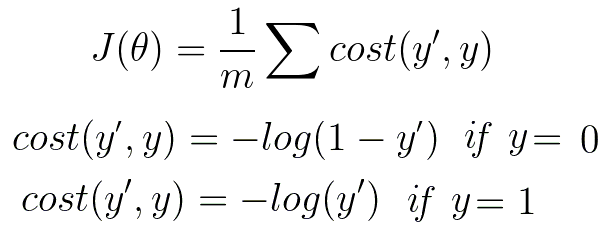 J(θ) = 1/m ∑ cost(y′, y)
cost(y′, y) = −log(1 − y′) if y = 0
cost(y′, y) = −log(y′) if y = 1